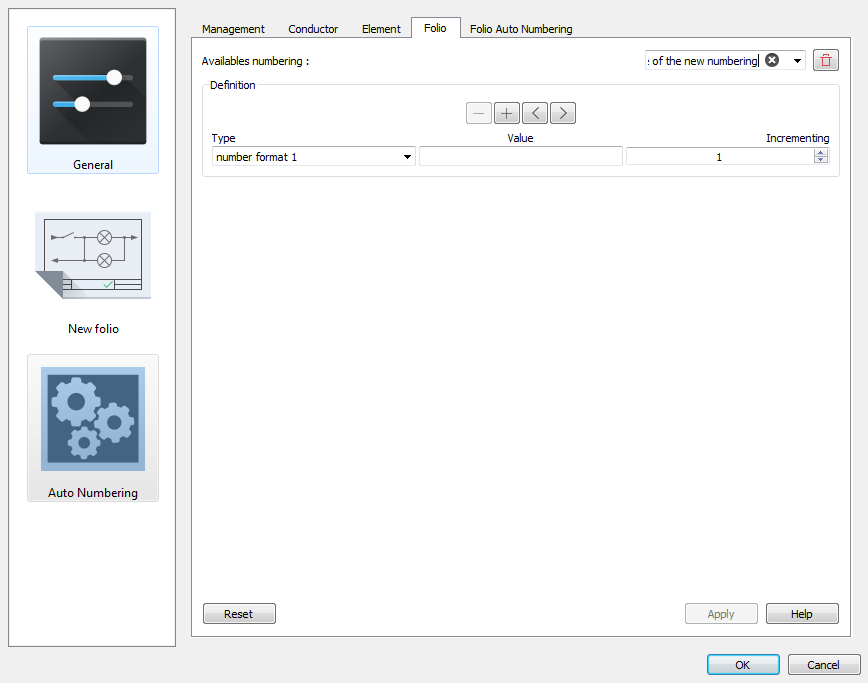 General
New folio
Auto Numbering
Management Conductor Element Folio Folio Auto Numbering
Availables numbering : of the new numbering
Definition
Type Value Incrementing
number format 1 1
Reset Apply Help
OK Cancel